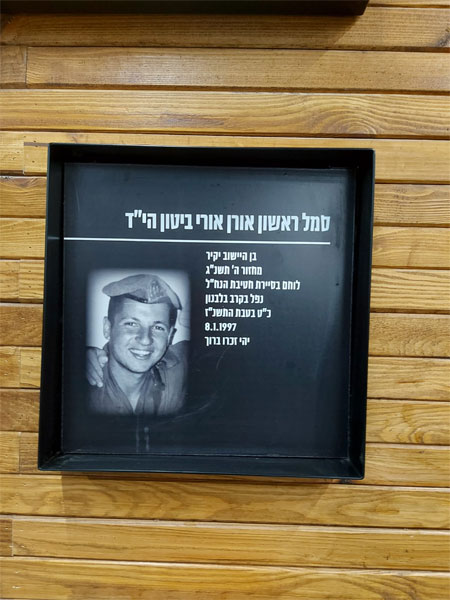 סמל ראשון אורן אורי ביטון הי"ד
בן היישוב יקיר
מחזור ה' תשנ"ג
לוחם בסיירת חטיבת הנח"ל
נפל בקרב בלבנון
כ"ט בטבת התשנ"ז
8.1.1997
יהי זכרו ברוך